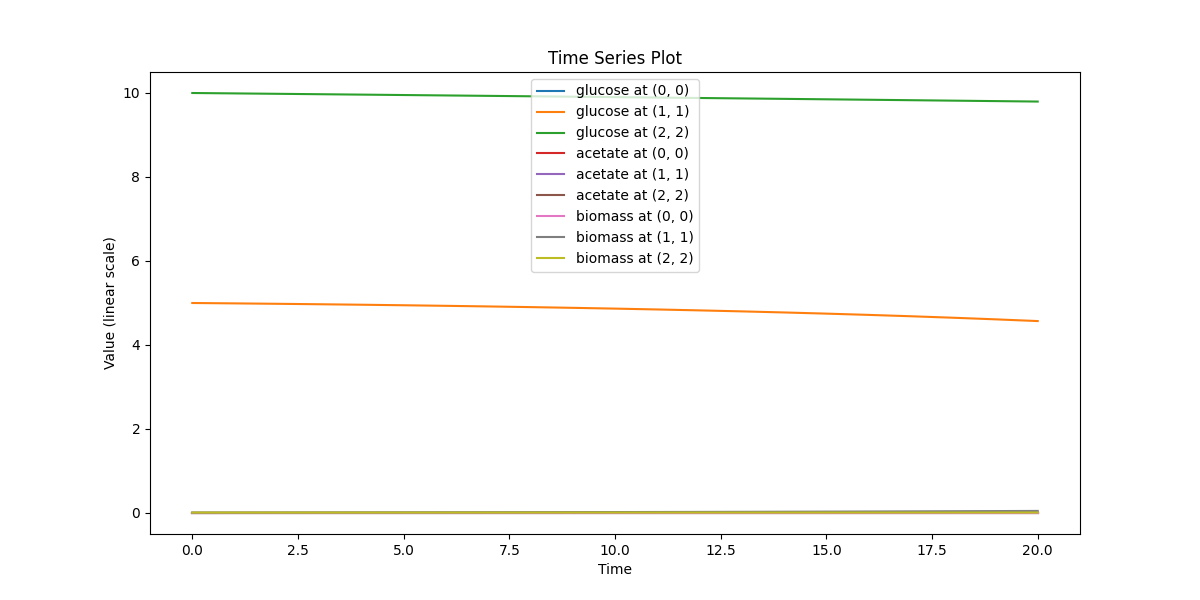 Time Series Plot
Value (linear scale)
10
8
6
4
2
0
glucose at (0, 0)
glucose at (1, 1)
glucose at (2, 2)
acetate at (0, 0)
acetate at (1, 1)
acetate at (2, 2)
biomass at (0, 0)
biomass at (1, 1)
biomass at (2, 2)
0.0 2.5 5.0 7.5 10.0 12.5 15.0 17.5 20.0
Time